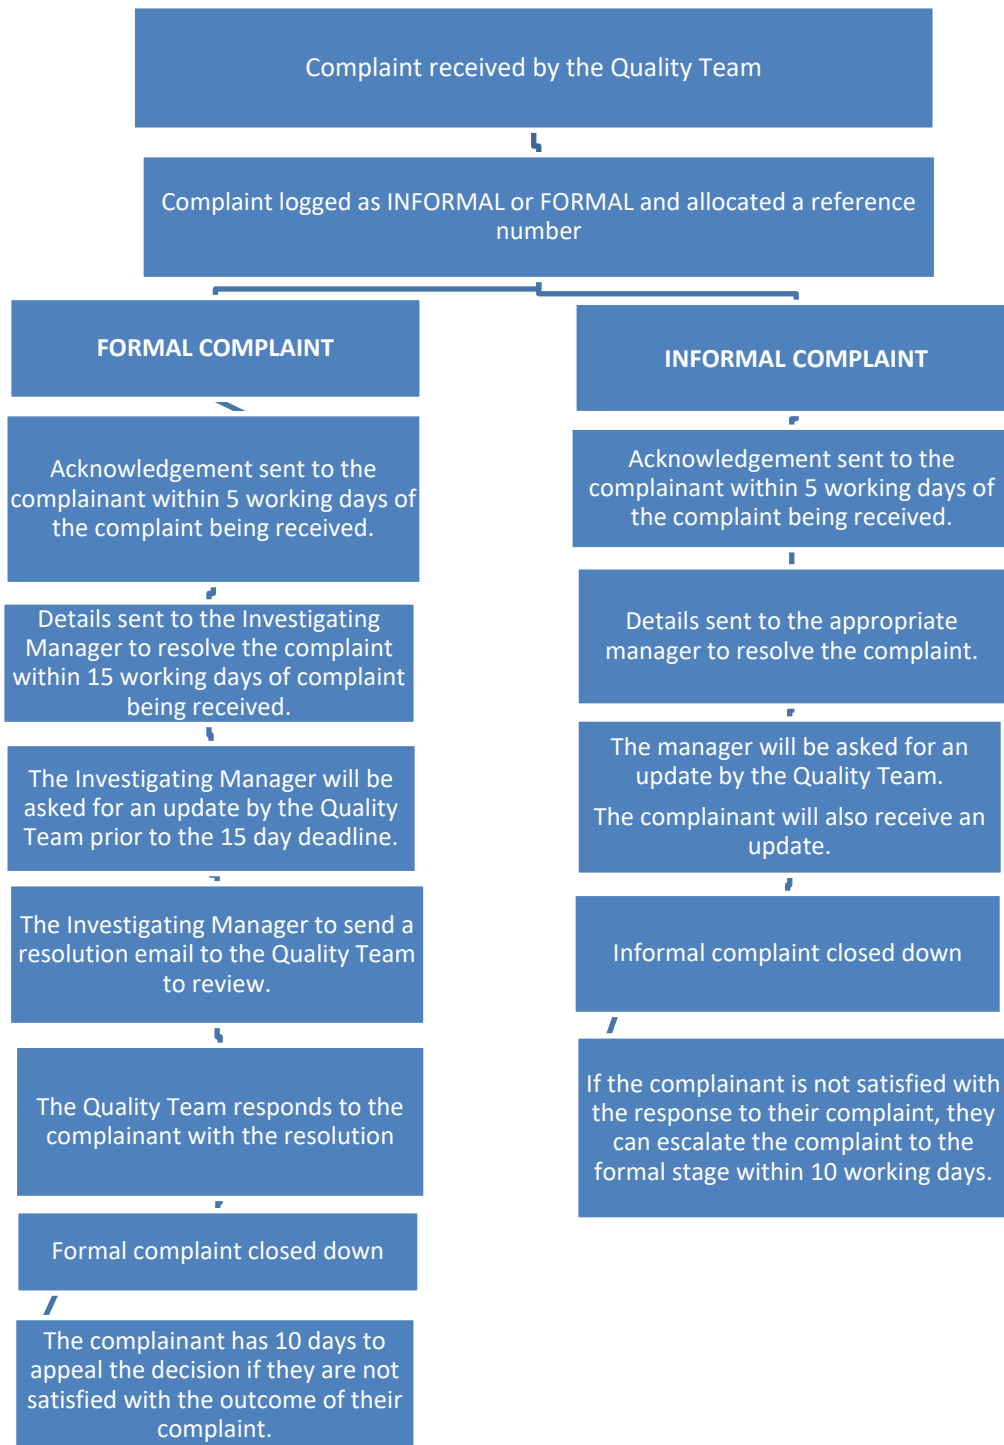 Complaint received by the Quality Team
Complaint logged as INFORMAL or FORMAL and allocated a reference
number
FORMAL COMPLAINT
Acknowledgement sent to the
complainant within 5 working days of
the complaint being received.
Details sent to the Investigating
Manager to resolve the complaint
within 15 working days of complaint
being received.
The Investigating Manager will be
asked for an update by the Quality
Team prior to the 15 day deadline.
The Investigating Manager to send a
resolution email to the Quality Team
to review.
The Quality Team responds to the
complainant with the resolution
Formal complaint closed down
The complainant has 10 days to
appeal the decision if they are not
satisfied with the outcome of their
complaint.
INFORMAL COMPLAINT
Acknowledgement sent to the
complainant within 5 working days of
the complaint being received.
Details sent to the appropriate
manager to resolve the complaint.
The manager will be asked for an
update by the Quality Team.
The complainant will also receive an
update.
Informal complaint closed down
If the complainant is not satisfied with
the response to their complaint, they
can escalate the complaint to the
formal stage within 10 working days.